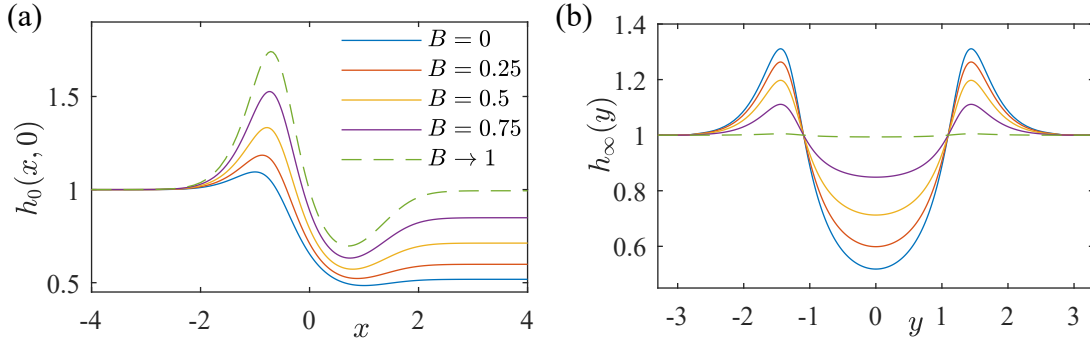 (a)
h₀(x, 0)
1.5
1
0.5
-4
-2
0
2
4
x
B = 0
B = 0.25
B = 0.5
B = 0.75
B → 1
(b)
h∞(y)
1.4
1.2
1
0.8
0.6
-3
-2
-1
0
1
2
3
y